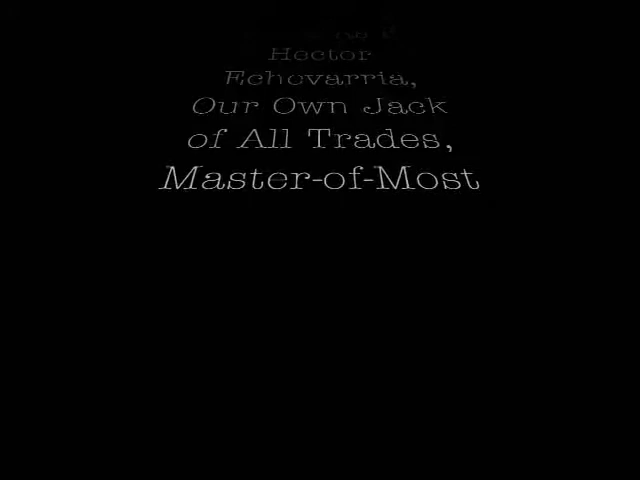 Hector
Echevarria,
Our Own Jack
of All Trades,
Master-of-Most